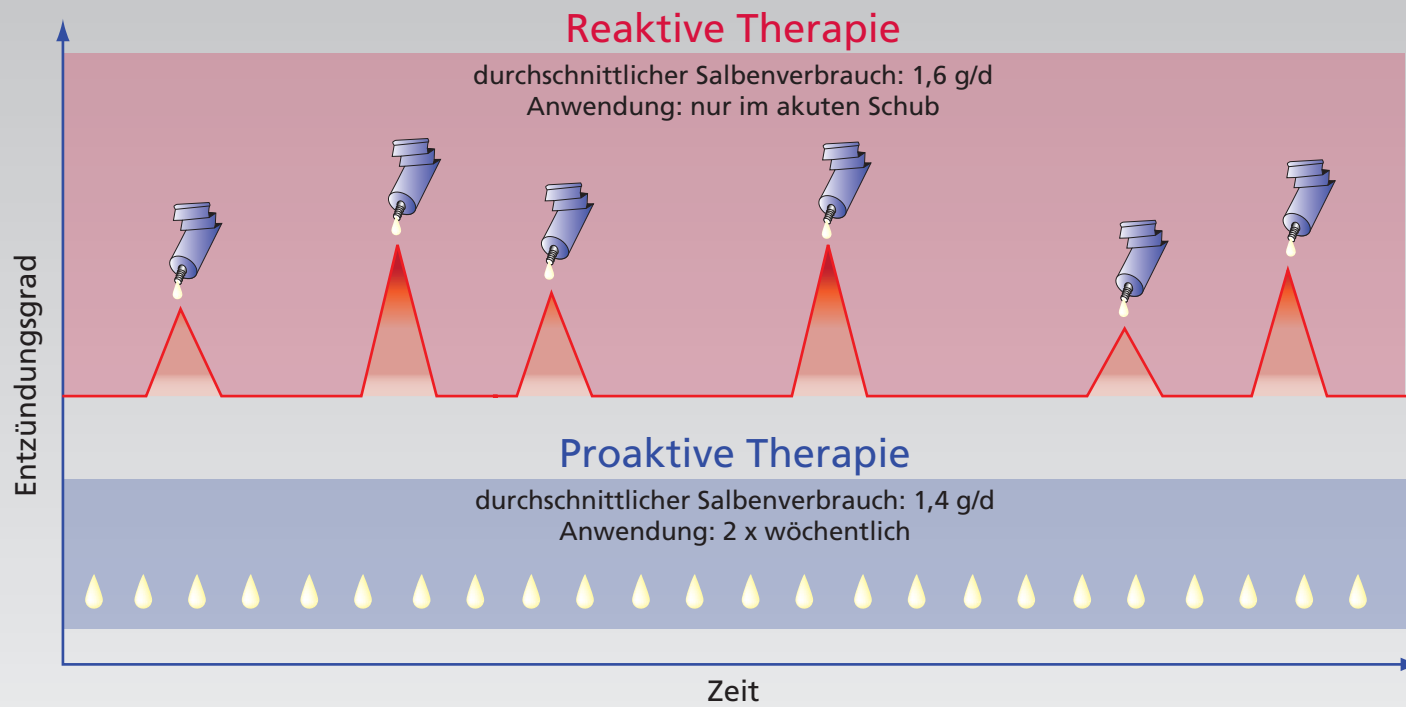 Reaktive Therapie
durchschnittlicher Salbenverbrauch: 1,6 g/d
Anwendung: nur im akuten Schub
Entzündungsgrad
Proaktive Therapie
durchschnittlicher Salbenverbrauch: 1,4 g/d
Anwendung: 2 x wöchentlich
Zeit